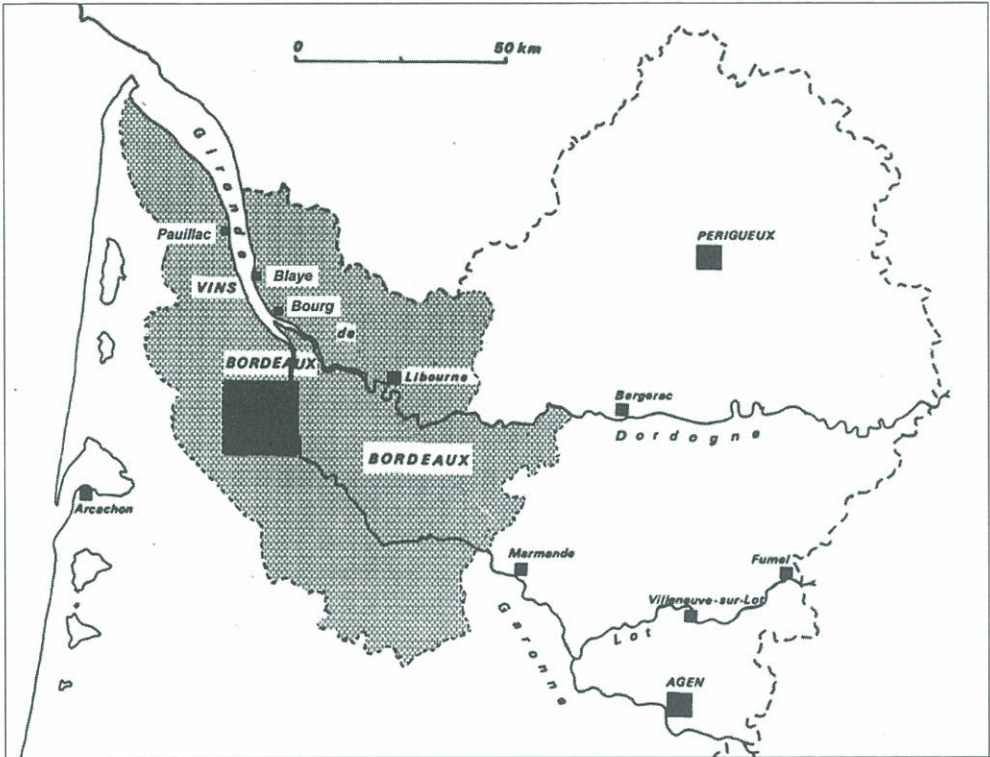 0 50 km
Gironde
Pauillac
PERIGUEUX
VINS
Blaye
Bourg
de
BORDEAUX
Libourne
Bergerac
Dordogne
BORDEAUX
Arcachon
Marmande
Fumel
Villeneuve-sur-Lot
Lot
Garonne
AGEN